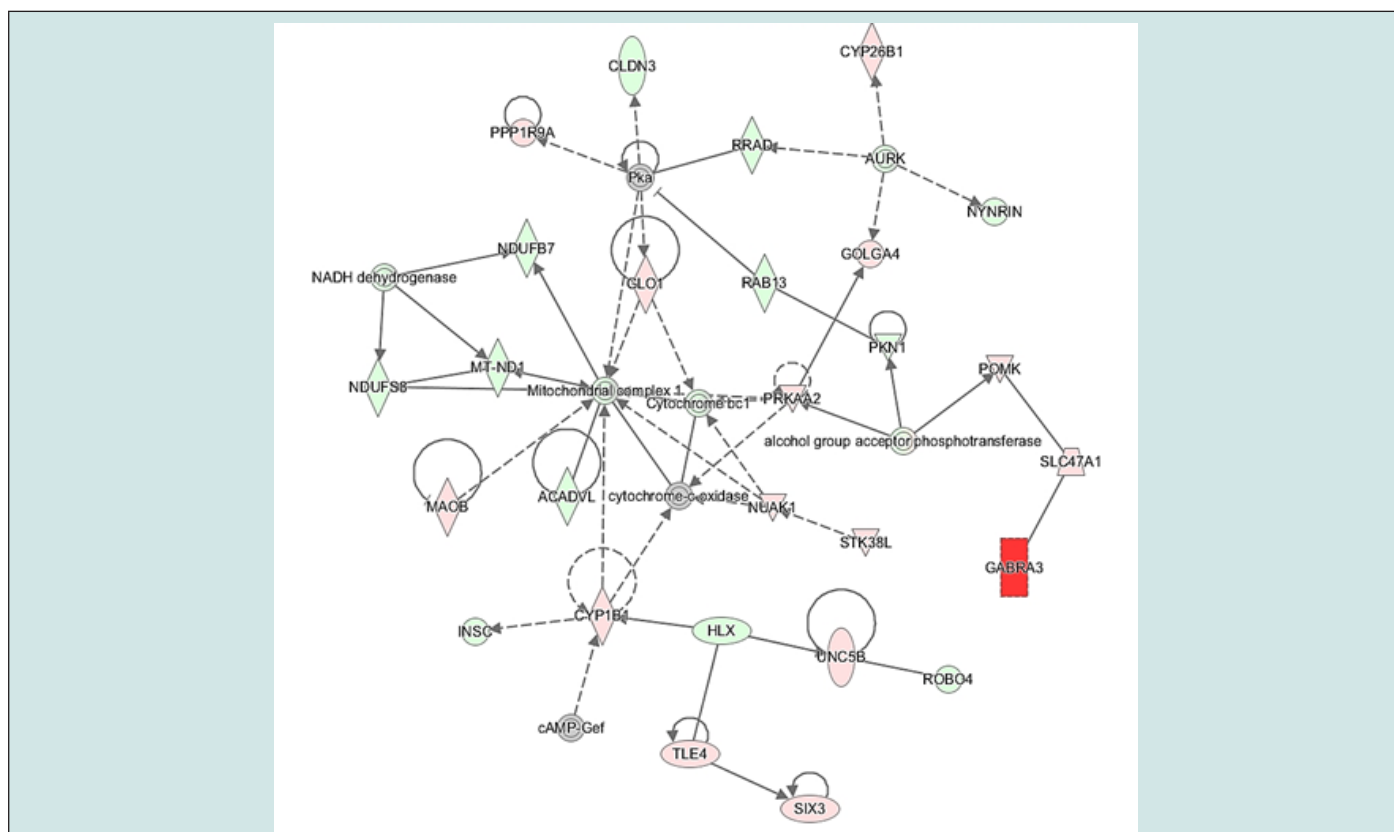 CYP26B1
CLDN3
PPP1R9A
RRAD
AURK
Pka
NYNRIN
NDUFB7
GOLGA4
NADH dehydrogenase
GLO1
RAB13
PKN1
MT-ND1
POMK
NDUFS8
Mitochondrial complex 1
Cytochrome bc1
PRKAA2
alcohol group acceptor phosphotransferase
SLC47A1
MAOB
ACADVL
cytochrome-c oxidase
NUAK1
STK38L
GABRA3
CYP1B1
INSC
HLX
UNC5B
ROBO4
cAMP-Gef
TLE4
SIX3